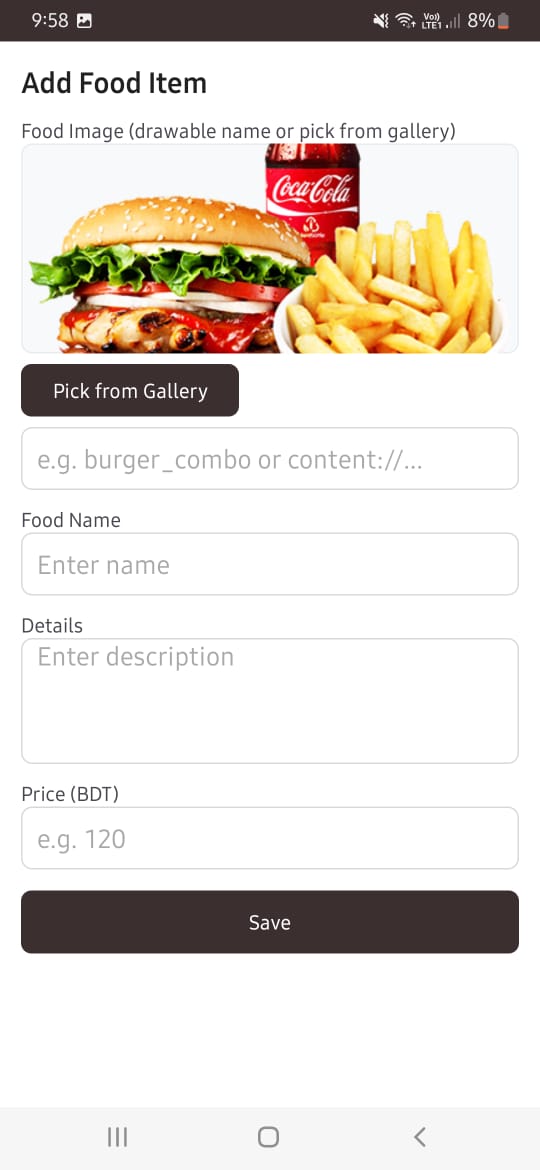 9:58
Vo))
LTE1
8%
Add Food Item
Food Image (drawable name or pick from gallery)
Coca-Cola
Pick from Gallery
e.g. burger_combo or content://...
Food Name
Enter name
Details
Enter description
Price (BDT)
e.g. 120
Save